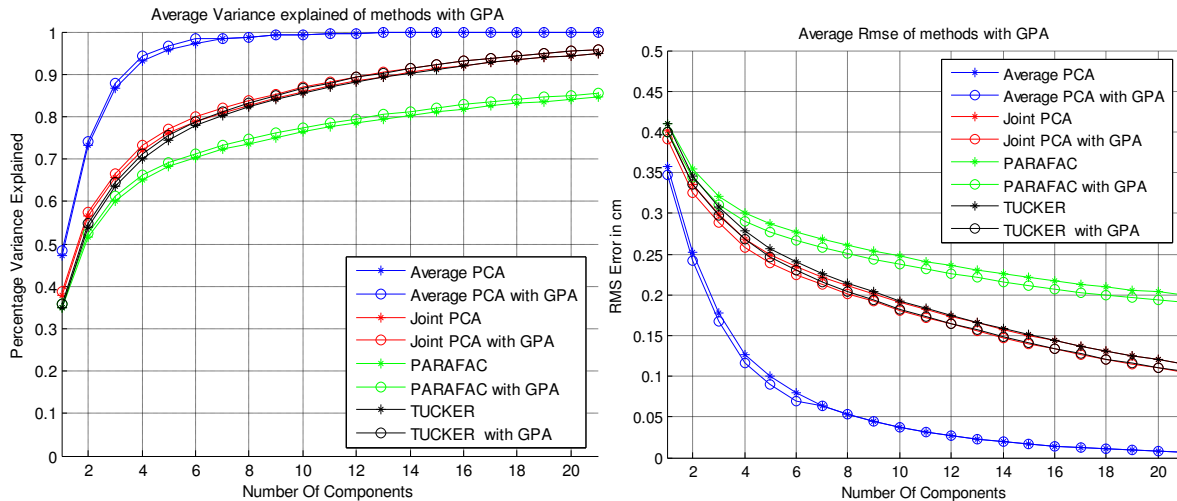 Average Variance explained of methods with GPA
Percentage Variance Explained
1
0.9
0.8
0.7
0.6
0.5
0.4
0.3
0.2
0.1
0
2
4
6
8
10
12
14
16
18
20
Number Of Components
Average PCA
Average PCA with GPA
Joint PCA
Joint PCA with GPA
PARAFAC
PARAFAC with GPA
TUCKER
TUCKER with GPA
Average Rmse of methods with GPA
RMS Error in cm
0.5
0.45
0.4
0.35
0.3
0.25
0.2
0.15
0.1
0.05
0
2
4
6
8
10
12
14
16
18
20
Number Of Components
Average PCA
Average PCA with GPA
Joint PCA
Joint PCA with GPA
PARAFAC
PARAFAC with GPA
TUCKER
TUCKER with GPA